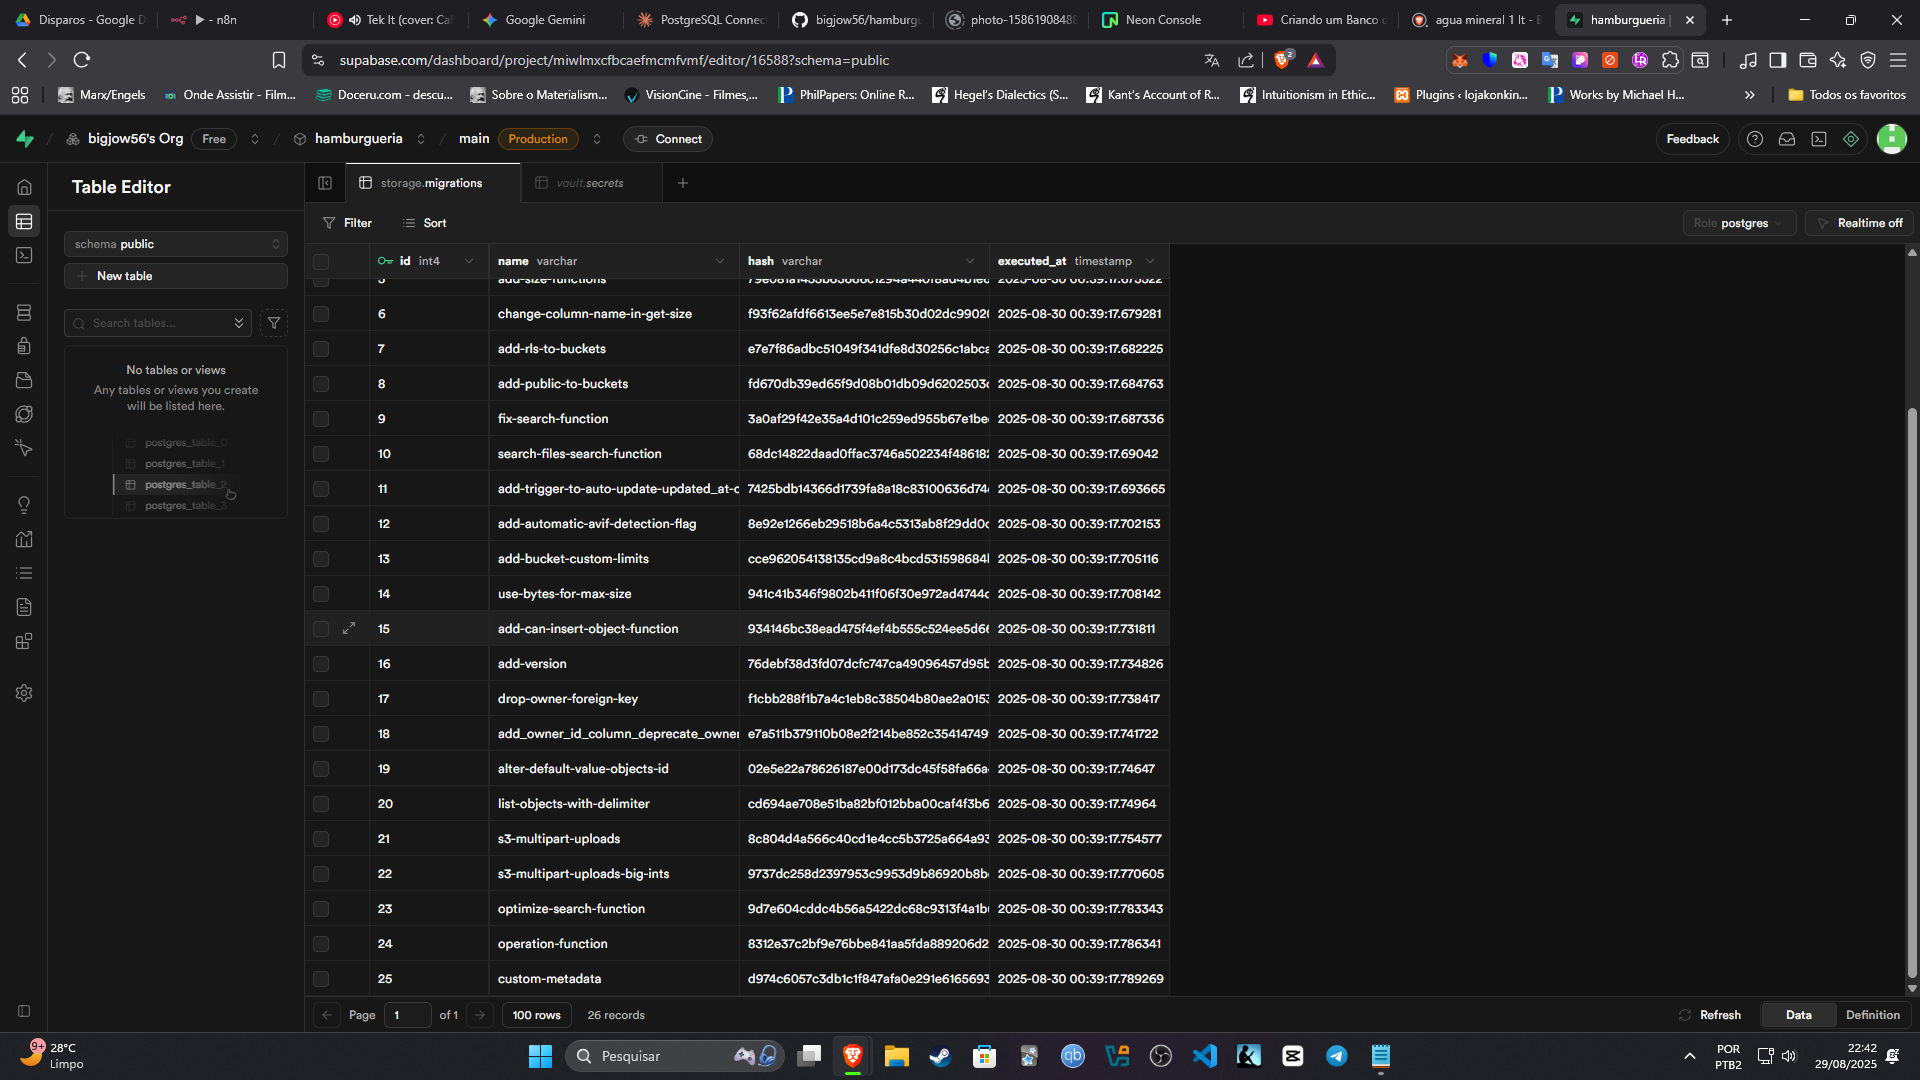 Disparos - Google D
▶ - n8n
Tek It (cover: Caf
Google Gemini
PostgreSQL Connec
bigjow56/hamburgu
photo-15861908488
Neon Console
Criando um Banco d
agua mineral 1 lt - B
hamburgueria |
supabase.com/dashboard/project/miwlmxcfbcaefmcmfvmf/editor/16588?schema=public
2
Marx/Engels
Onde Assistir - Film...
Doceru.com - descu...
Sobre o Materialism...
VisionCine - Filmes,...
PhilPapers: Online R...
Hegel's Dialectics (S...
Kant's Account of R...
Intuitionism in Ethic...
Plugins ‹ lojakonkin...
Works by Michael H...
Todos os favoritos
bigjow56's Org
Free
hamburgueria
main
Production
Connect
Feedback
Table Editor
storage.migrations
vault.secrets
schema public
New table
Search tables...
No tables or views
Any tables or views you create
will be listed here.
postgres_table_0
postgres_table_1
postgres_table_2
postgres_table_3
Filter
Sort
Role postgres
Realtime off
id int4
name varchar
hash varchar
executed_at timestamp
5 add-size-functions
6 change-column-name-in-get-size f93f62afdf6613ee5e7e815b30d02dc9902 2025-08-30 00:39:17.679281
7 add-rls-to-buckets e7e7f86adbc51049f341dfe8d30256c1abca 2025-08-30 00:39:17.682225
8 add-public-to-buckets fd670db39ed65f9d08b01db09d6202503 2025-08-30 00:39:17.684763
9 fix-search-function 3a0af29f42e35a4d101c259ed955b67e1be 2025-08-30 00:39:17.687336
10 search-files-search-function 68dc14822daad0ffac3746a502234f486182 2025-08-30 00:39:17.69042
11 add-trigger-to-auto-update-updated_at-c 7425bdb14366d1739fa8a18c83100636d74 2025-08-30 00:39:17.693665
12 add-automatic-avif-detection-flag 8e92e1266eb29518b6a4c5313ab8f29dd0 2025-08-30 00:39:17.702153
13 add-bucket-custom-limits cce962054138135cd9a8c4bcd531598684 2025-08-30 00:39:17.705116
14 use-bytes-for-max-size 941c41b346f9802b411f06f30e972ad4744 2025-08-30 00:39:17.708142
15 add-can-insert-object-function 934146bc38ead475f4ef4b555c524ee5d66 2025-08-30 00:39:17.731811
16 add-version 76debf38d3fd07dcfc747ca49096457d95b 2025-08-30 00:39:17.734826
17 drop-owner-foreign-key f1cbb288f1b7a4c1eb8c38504b80ae2a0153 2025-08-30 00:39:17.738417
18 add_owner_id_column_deprecate_owner e7a511b379110b08e2f214be852c35414749 2025-08-30 00:39:17.741722
19 alter-default-value-objects-id 02e5e22a78626187e00d173dc45f58fa66a 2025-08-30 00:39:17.74647
20 list-objects-with-delimiter cd694ae708e51ba82bf012bba00caf4f3b6 2025-08-30 00:39:17.74964
21 s3-multipart-uploads 8c804d4a566c40cd1e4cc5b3725a664a93 2025-08-30 00:39:17.754577
22 s3-multipart-uploads-big-ints 9737dc258d2397953c9953d9b86920b8b 2025-08-30 00:39:17.770605
23 optimize-search-function 9d7e604cddc4b56a5422dc68c9313f4a1b 2025-08-30 00:39:17.783343
24 operation-function 8312e37c2bf9e76bbe841aa5fda889206d2 2025-08-30 00:39:17.786341
25 custom-metadata d974c6057c3db1c1f847afa0e291e6165693 2025-08-30 00:39:17.789269
Page 1 of 1
100 rows
26 records
Refresh
Data
Definition
9+
28°C
Limpo
Pesquisar
POR
PTB2
22:42
29/08/2025